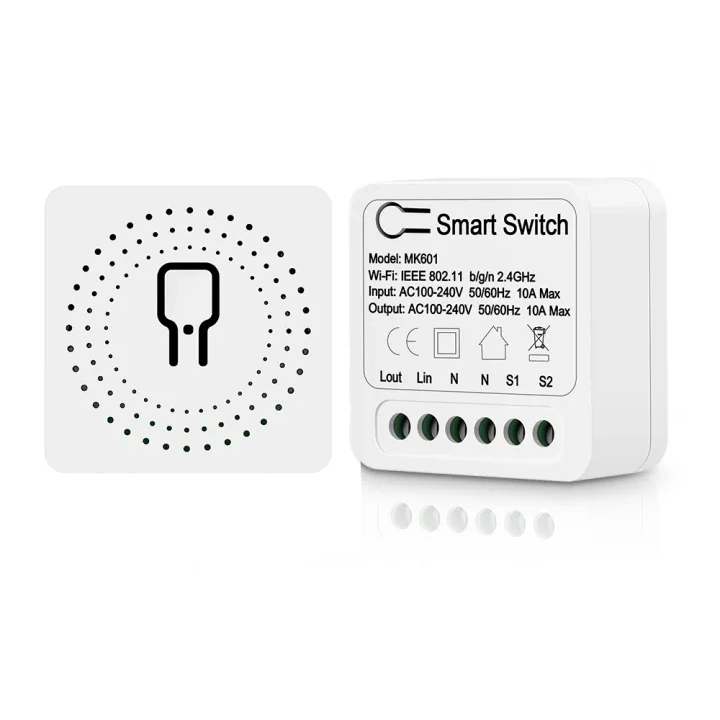 Smart Switch
Model: MK601
Wi-Fi: IEEE 802.11 b/g/n 2.4GHz
Input: AC100-240V 50/60Hz 10A Max
Output: AC100-240V 50/60Hz 10A Max
CE
Lout Lin N N S1 S2